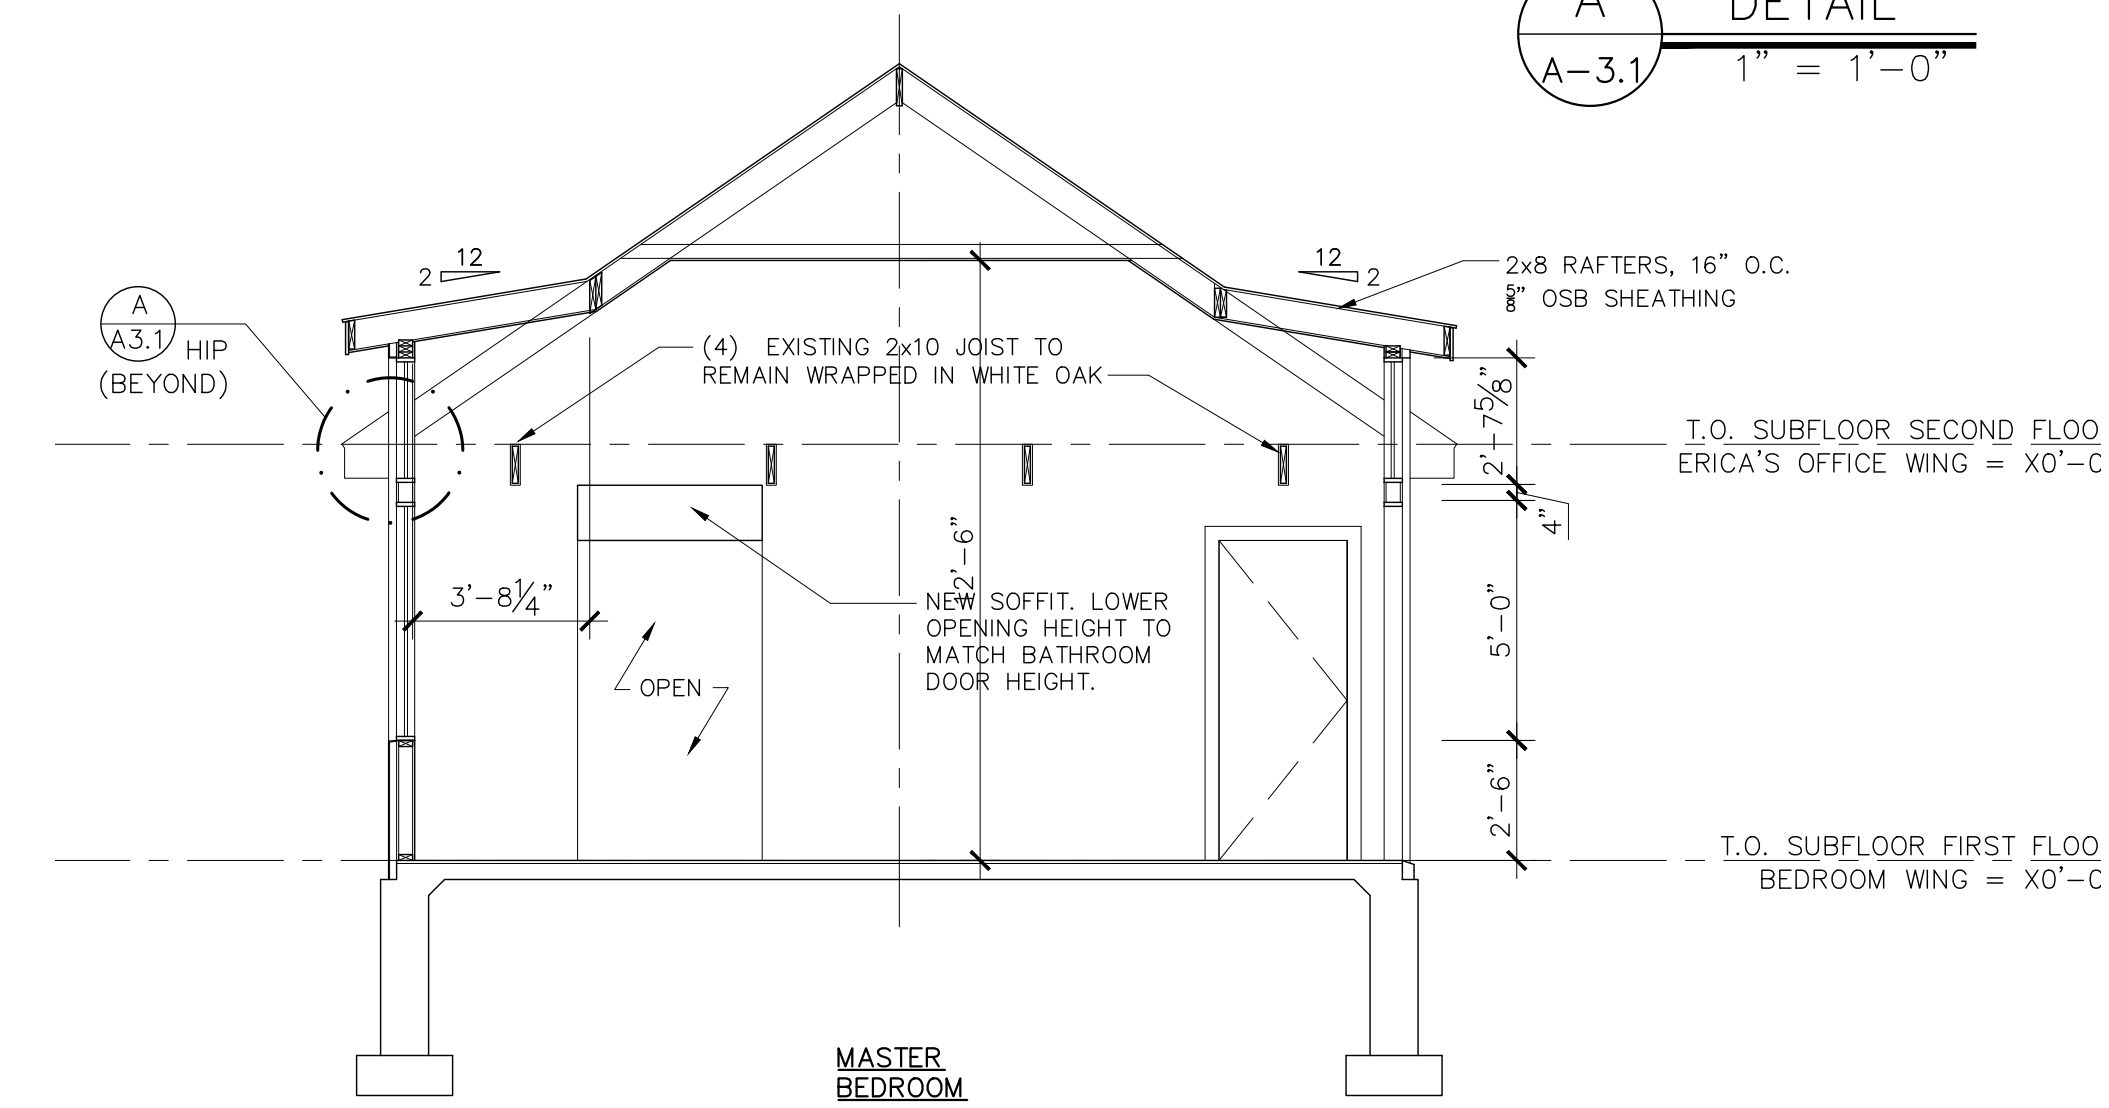 A
DETAIL
A-3.1
1" = 1'-0"
12
2
12
2
2x8 RAFTERS, 16" O.C.
5/8" OSB SHEATHING
A
A3.1
HIP
(BEYOND)
(4) EXISTING 2x10 JOIST TO
REMAIN WRAPPED IN WHITE OAK
2'-7 5/8"
T.O. SUBFLOOR SECOND FLOO
ERICA'S OFFICE WING = X0'-0
4"
12'-6"
3'-8 1/4"
NEW SOFFIT. LOWER
OPENING HEIGHT TO
MATCH BATHROOM
DOOR HEIGHT.
5'-0"
OPEN
2'-6"
T.O. SUBFLOOR FIRST FLOO
BEDROOM WING = X0'-0
MASTER
BEDROOM